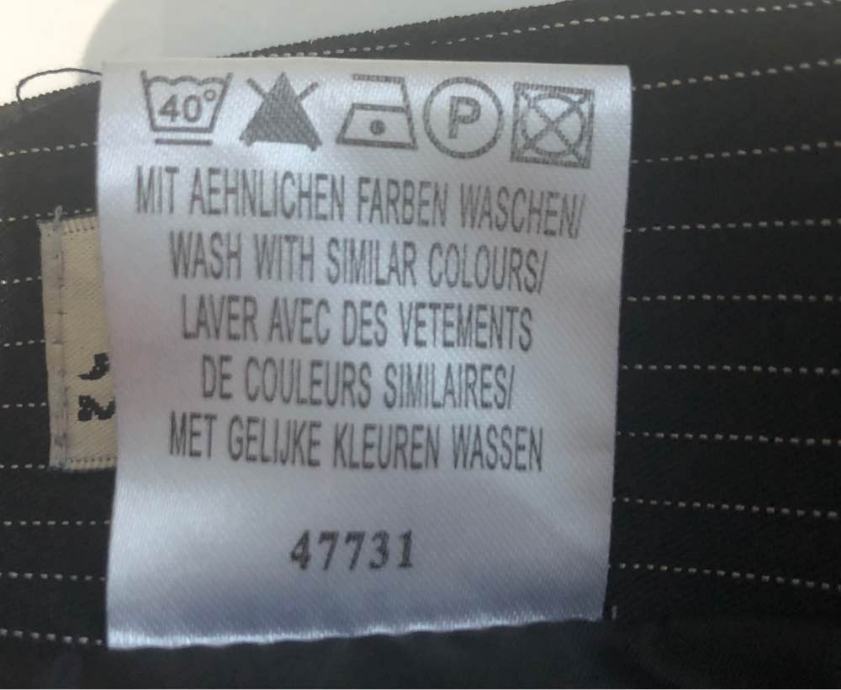 40°
P
MIT AEHNLICHEN FARBEN WASCHEN/
WASH WITH SIMILAR COLOURS/
LAVER AVEC DES VETEMENTS
DE COULEURS SIMILAIRES/
MET GELIJKE KLEUREN WASSEN
47731